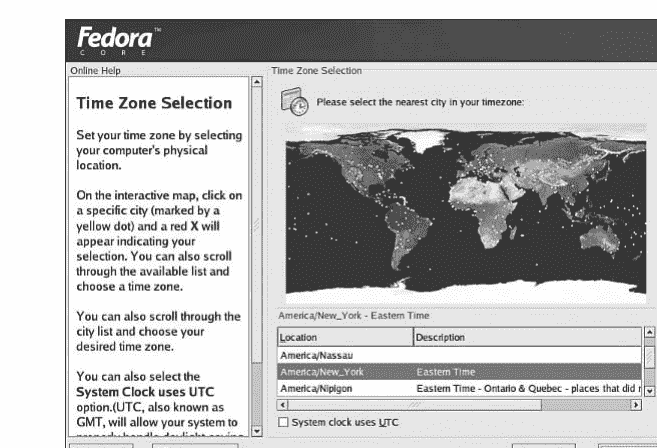 Fedora™
C O R E
Online Help
Time Zone Selection
Set your time zone by selecting
your computer's physical
location.
On the interactive map, click on
a specific city (marked by a
yellow dot) and a red X will
appear indicating your
selection. You can also scroll
through the available list and
choose a time zone.
You can also scroll through the
city list and choose your
desired time zone.
You can also select the
System Clock uses UTC
option.(UTC, also known as
GMT, will allow your system to
properly handle daylight saving
Time Zone Selection
Please select the nearest city in your timezone:
America/New_York - Eastern Time
Location Description
America/Nassau
America/New_York Eastern Time
America/Nipigon Eastern Time - Ontario & Quebec - places that did
System clock uses UTC